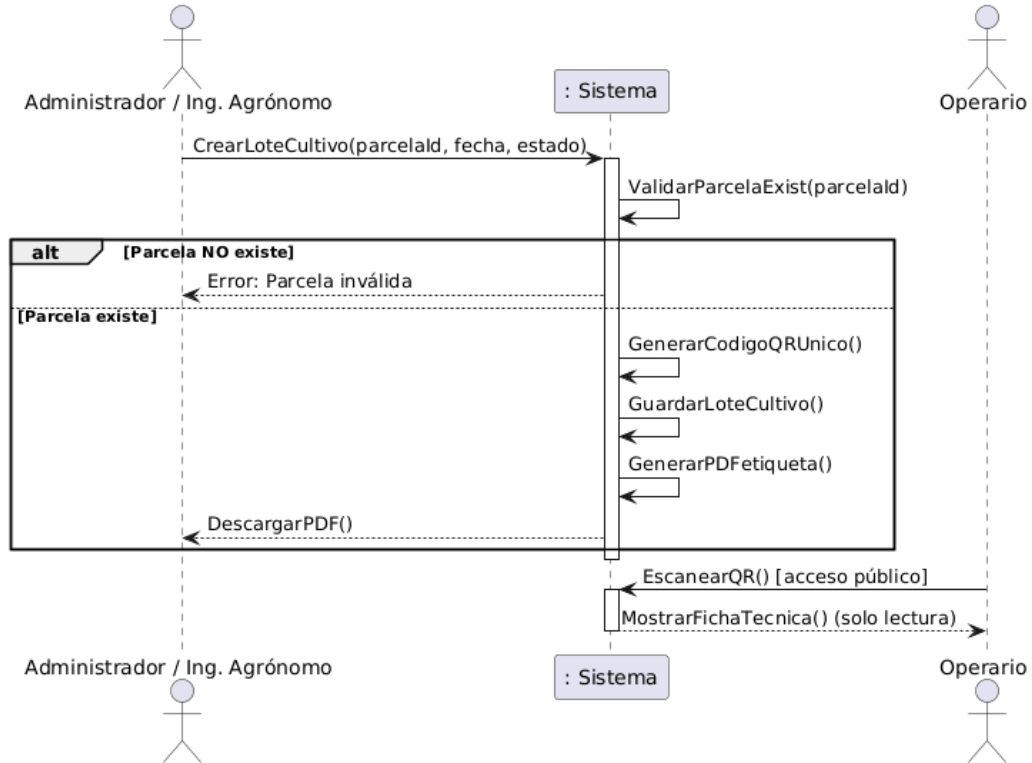 Administrador / Ing. Agrónomo
: Sistema
Operario
CrearLoteCultivo(parcelaId, fecha, estado)
ValidarParcelaExist(parcelaId)
alt [Parcela NO existe]
Error: Parcela inválida
[Parcela existe]
GenerarCodigoQRUnico()
GuardarLoteCultivo()
GenerarPDFetiqueta()
DescargarPDF()
EscanearQR() [acceso público]
MostrarFichaTecnica() (solo lectura)
Administrador / Ing. Agrónomo
: Sistema
Operario